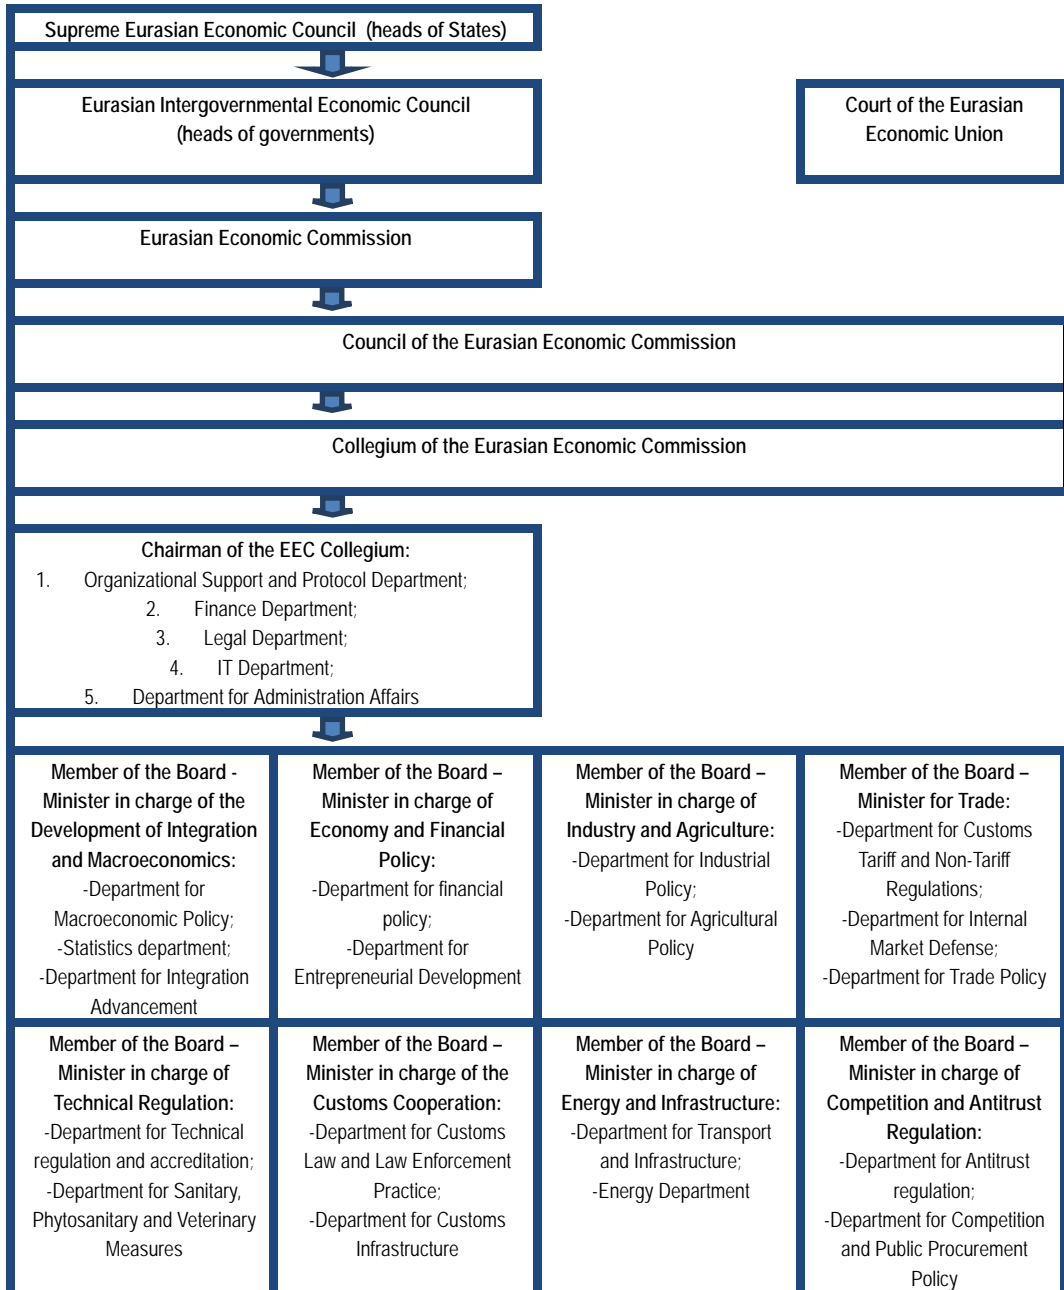 Supreme Eurasian Economic Council (heads of States)
Eurasian Intergovernmental Economic Council
(heads of governments)
Court of the Eurasian
Economic Union
Eurasian Economic Commission
Council of the Eurasian Economic Commission
Collegium of the Eurasian Economic Commission
Chairman of the EEC Collegium:
1. Organizational Support and Protocol Department;
2. Finance Department;
3. Legal Department;
4. IT Department;
5. Department for Administration Affairs
Member of the Board -
Minister in charge of the
Development of Integration
and Macroeconomics:
-Department for
Macroeconomic Policy;
-Statistics department;
-Department for Integration
Advancement
Member of the Board –
Minister in charge of
Economy and Financial
Policy:
-Department for financial
policy;
-Department for
Entrepreneurial Development
Member of the Board –
Minister in charge of
Industry and Agriculture:
-Department for Industrial
Policy;
-Department for Agricultural
Policy
Member of the Board –
Minister for Trade:
-Department for Customs
Tariff and Non-Tariff
Regulations;
-Department for Internal
Market Defense;
-Department for Trade Policy
Member of the Board –
Minister in charge of
Technical Regulation:
-Department for Technical
regulation and accreditation;
-Department for Sanitary,
Phytosanitary and Veterinary
Measures
Member of the Board –
Minister in charge of the
Customs Cooperation:
-Department for Customs
Law and Law Enforcement
Practice;
-Department for Customs
Infrastructure
Member of the Board –
Minister in charge of
Energy and Infrastructure:
-Department for Transport
and Infrastructure;
-Energy Department
Member of the Board –
Minister in charge of
Competition and Antitrust
Regulation:
-Department for Antitrust
regulation;
-Department for Competition
and Public Procurement
Policy